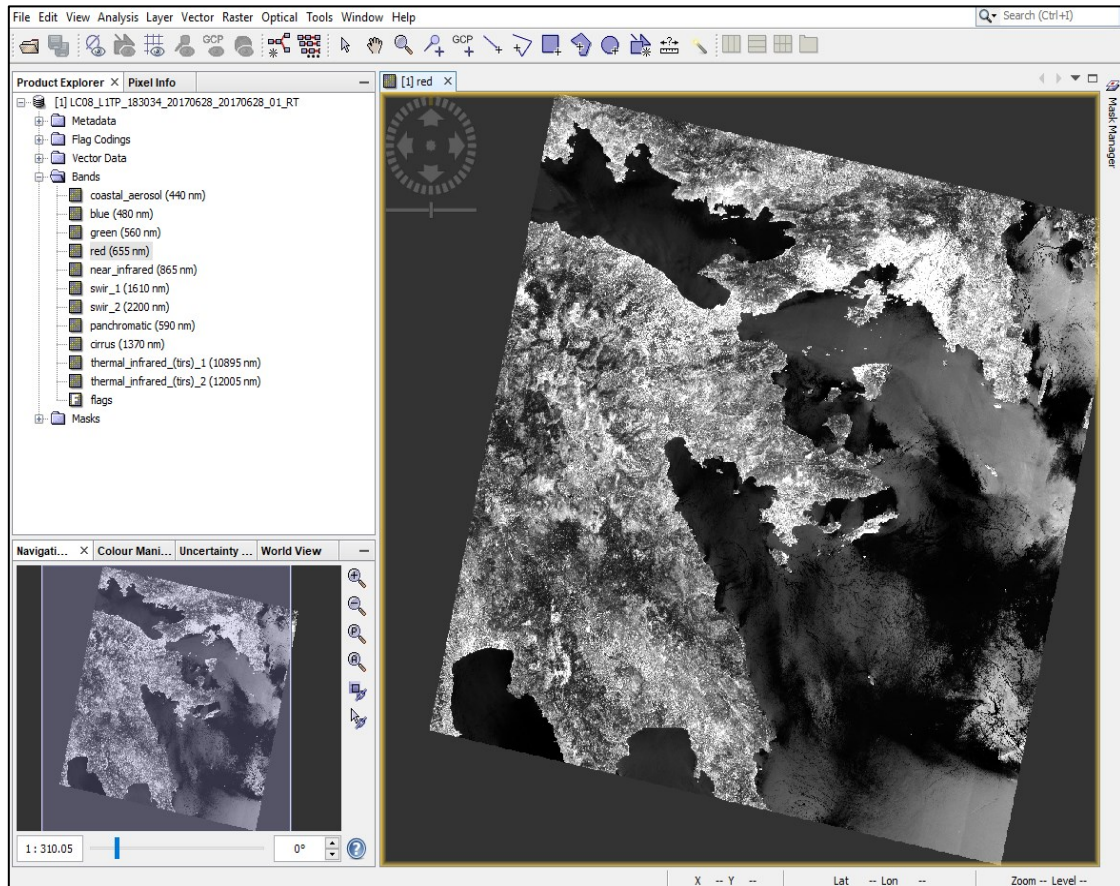 File Edit View Analysis Layer Vector Raster Optical Tools Window Help
Search (Ctrl+I)
GCP
GCP
Product Explorer × Pixel Info
[1] red ×
[1] LC08_L1TP_183034_20170628_20170628_01_RT
Metadata
Flag Codings
Vector Data
Bands
coastal_aerosol (440 nm)
blue (480 nm)
green (560 nm)
red (655 nm)
near_infrared (865 nm)
swir_1 (1610 nm)
swir_2 (2200 nm)
panchromatic (590 nm)
cirrus (1370 nm)
thermal_infrared_(tirs)_1 (10895 nm)
thermal_infrared_(tirs)_2 (12005 nm)
flags
Masks
Mask Manager
Navigati... × Colour Mani... Uncertainty ... World View
1 : 310.05
0°
X -- Y -- Lat -- Lon -- Zoom -- Level --